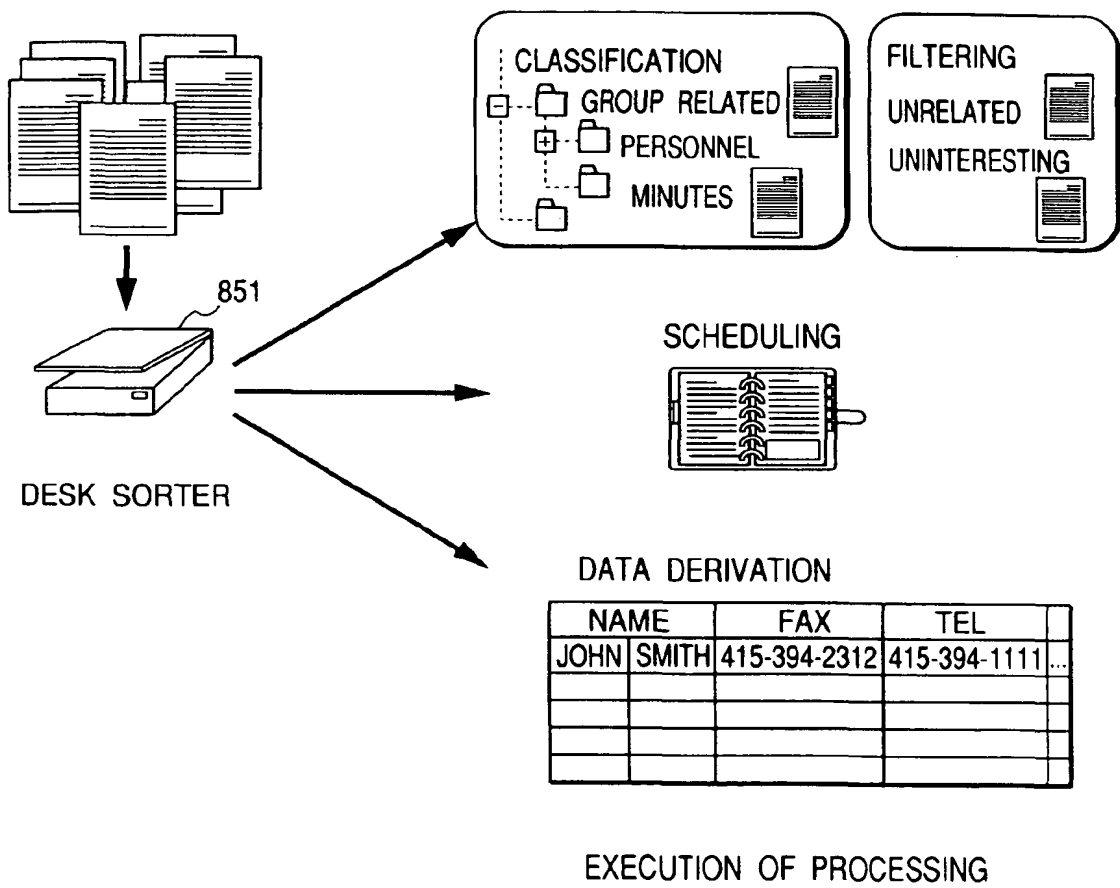 CLASSIFICATION
GROUP RELATED
PERSONNEL
MINUTES
FILTERING
UNRELATED
UNINTERESTING
851
DESK SORTER
SCHEDULING
DATA DERIVATION
NAME FAX TEL
JOHN SMITH 415-394-2312 415-394-1111 ...
EXECUTION OF PROCESSING